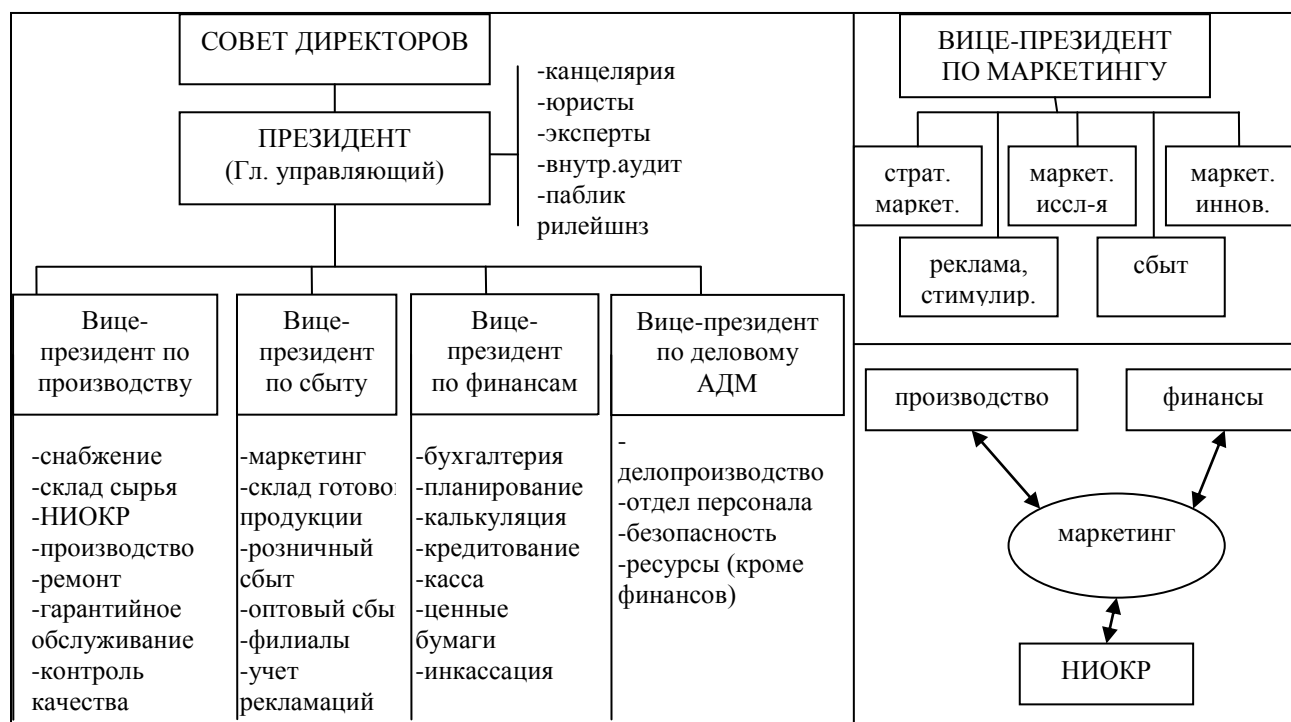 СОВЕТ ДИРЕКТОРОВ
ПРЕЗИДЕНТ
(Гл. управляющий)
-канцелярия
-юристы
-эксперты
-внутр.аудит
-паблик
рилейшнз
Вице-
президент по
производству
-снабжение
-склад сырья
-НИОКР
-производство
-ремонт
-гарантийное
обслуживание
-контроль
качества
Вице-
президент
по сбыту
-маркетинг
-склад готово
продукции
-розничный
сбыт
-оптовый сбы
-филиалы
-учет
рекламаций
Вице-
президент
по финансам
-бухгалтерия
-планирование
-калькуляция
-кредитование
-касса
-ценные
бумаги
-инкассация
Вице-президент
по деловому
АДМ
-
делопроизводство
-отдел персонала
-безопасность
-ресурсы (кроме
финансов)
ВИЦЕ-ПРЕЗИДЕНТ
ПО МАРКЕТИНГУ
страт.
маркет.
маркет.
иссл-я
маркет.
иннов.
реклама,
стимулир.
сбыт
производство
финансы
маркетинг
НИОКР